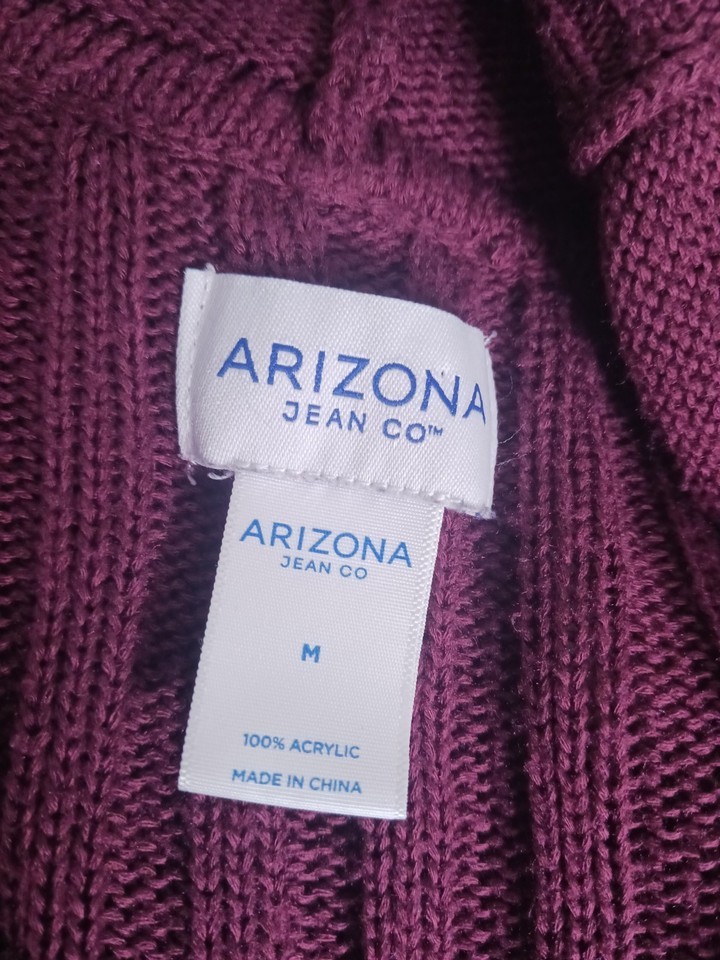 ARIZONA
JEAN CO™
ARIZONA
JEAN CO
M
100% ACRYLIC
MADE IN CHINA